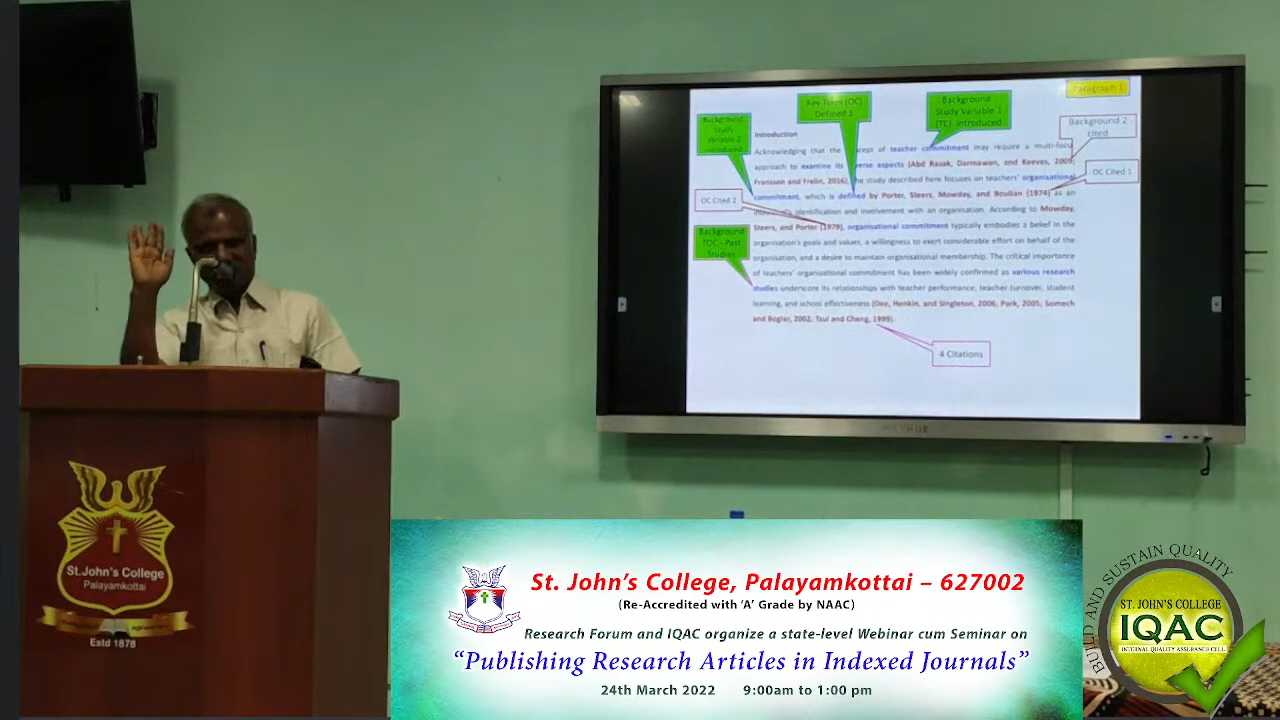 Paragraph 1
Key Term (OC)
Defined 1
Background
Study Variable 1
(TC) introduced
Background
Study
Variable 2
introduced
Background 2
cited
Introduction
Acknowledging that the concept of teacher commitment may require a multi-focus
approach to examine its diverse aspects (Abd Razak, Darmawan, and Keeves, 2009;
Fransson and Frelin, 2016), the study described here focuses on teachers' organisational
commitment, which is defined by Porter, Steers, Mowday, and Boulian (1974) as an
individual's identification and involvement with an organisation. According to Mowday,
Steers, and Porter (1979), organisational commitment typically embodies a belief in the
organisation's goals and values, a willingness to exert considerable effort on behalf of the
organisation, and a desire to maintain organisational membership. The critical importance
of teachers' organisational commitment has been widely confirmed as various research
studies underscore its relationships with teacher performance, teacher turnover, student
learning, and school effectiveness (Dee, Henkin, and Singleton, 2006; Park, 2005; Somech
and Bogler, 2002; Tsui and Cheng, 1999).
OC Cited 1
OC Cited 2
Background
TOC - Past
Studies
4 Citations
St.John's College
Palayamkottai
Estd 1878
St. John's College, Palayamkottai – 627002
(Re-Accredited with 'A' Grade by NAAC)
Research Forum and IQAC organize a state-level Webinar cum Seminar on
"Publishing Research Articles in Indexed Journals"
24th March 2022 9:00am to 1:00 pm
BUILD AND SUSTAIN QUALITY
ST. JOHN'S COLLEGE
IQAC
INTERNAL QUALITY ASSURANCE CELL